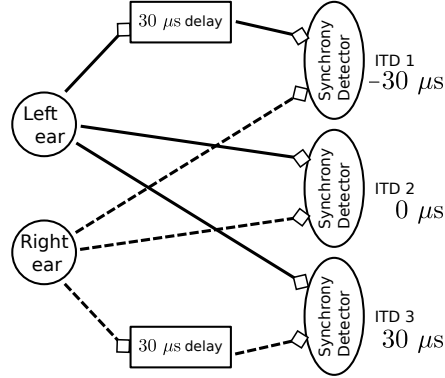 30 μs delay
Synchrony
Detector
ITD 1
–30 μs
Left
ear
Synchrony
Detector
ITD 2
0 μs
Right
ear
Synchrony
Detector
ITD 3
30 μs
30 μs delay